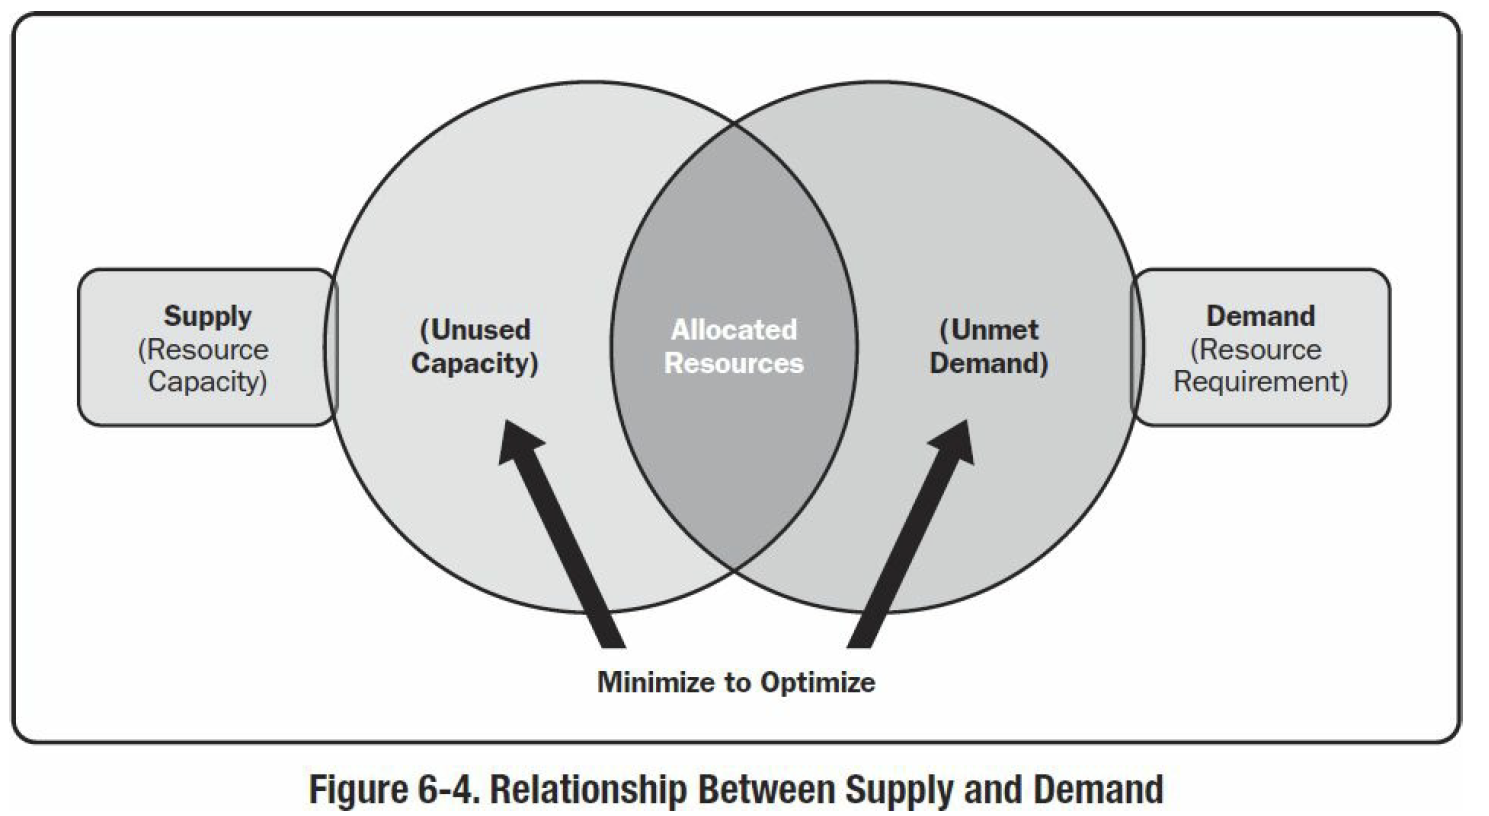 Supply
(Resource
Capacity)
(Unused
Capacity)
Allocated
Resources
(Unmet
Demand)
Demand
(Resource
Requirement)
Minimize to Optimize
Figure 6-4. Relationship Between Supply and Demand